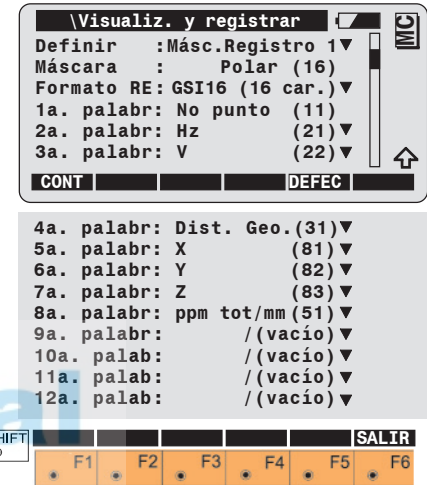 \Visualiz. y registrar MC
Definir :Másc.Registro 1▼
Máscara : Polar (16)
Formato RE: GSI16 (16 car.)▼
1a. palabr: No punto (11)
2a. palabr: Hz (21)▼
3a. palabr: V (22)▼
CONT DEFEC
4a. palabr: Dist. Geo.(31)▼
5a. palabr: X (81)▼
6a. palabr: Y (82)▼
7a. palabr: Z (83)▼
8a. palabr: ppm tot/mm(51)▼
9a. palabr: /(vacío)▼
10a. palab: /(vacío)▼
11a. palab: /(vacío)▼
12a. palab: /(vacío)▼
HIFT SALIR
F1 F2 F3 F4 F5 F6